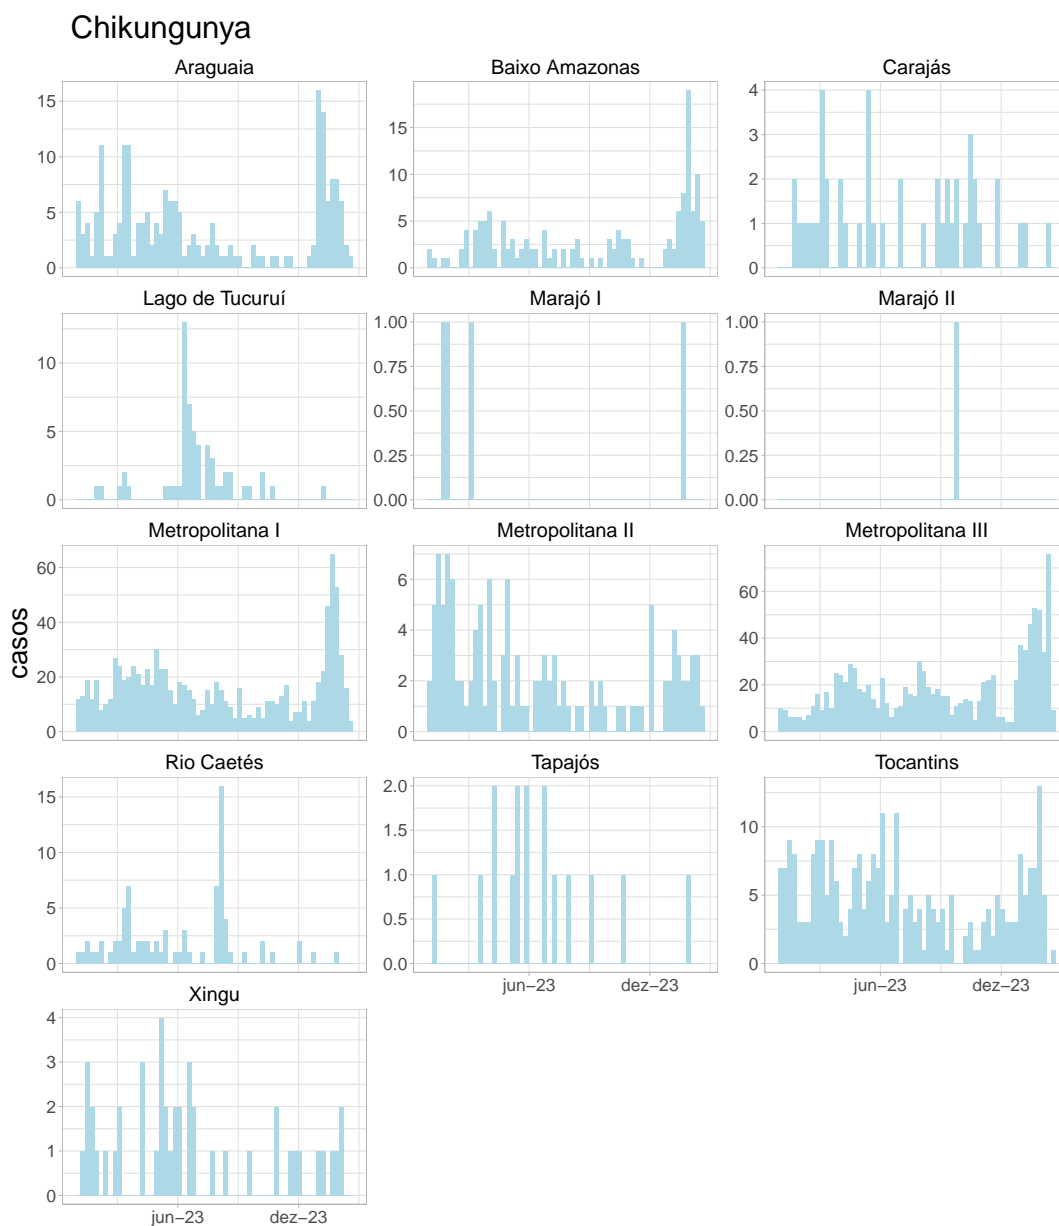 Chikungunya
Araguaia
Baixo Amazonas
Carajás
15
10
5
0
15
10
5
0
4
3
2
1
0
Lago de Tucuruí
Marajó I
Marajó II
10
5
0
1.00
0.75
0.50
0.25
0.00
1.00
0.75
0.50
0.25
0.00
Metropolitana I
Metropolitana II
Metropolitana III
casos
60
40
20
0
6
4
2
0
60
40
20
0
Rio Caetés
Tapajós
Tocantins
15
10
5
0
2.0
1.5
1.0
0.5
0.0
10
5
0
jun−23
dez−23
jun−23
dez−23
Xingu
4
3
2
1
0
jun−23
dez−23